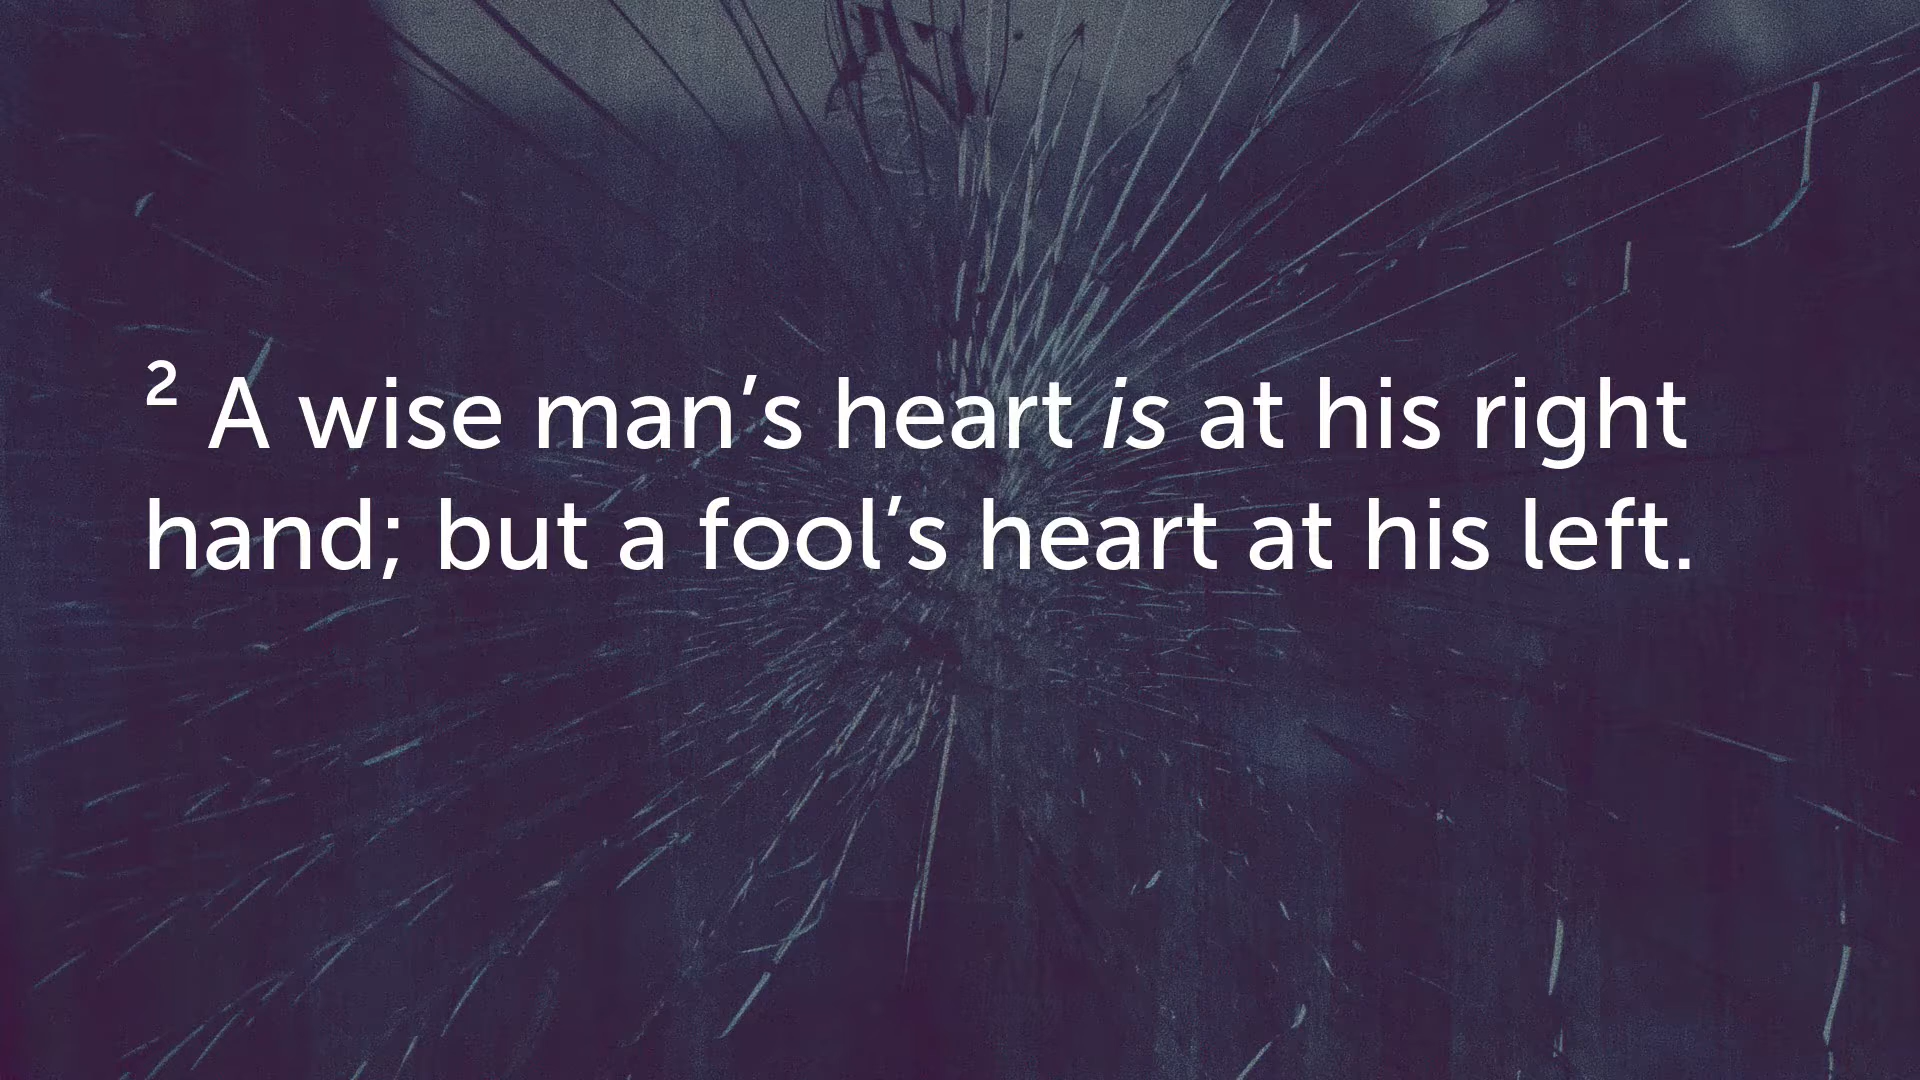 ² A wise man’s heart is at his right
hand; but a fool’s heart at his left.